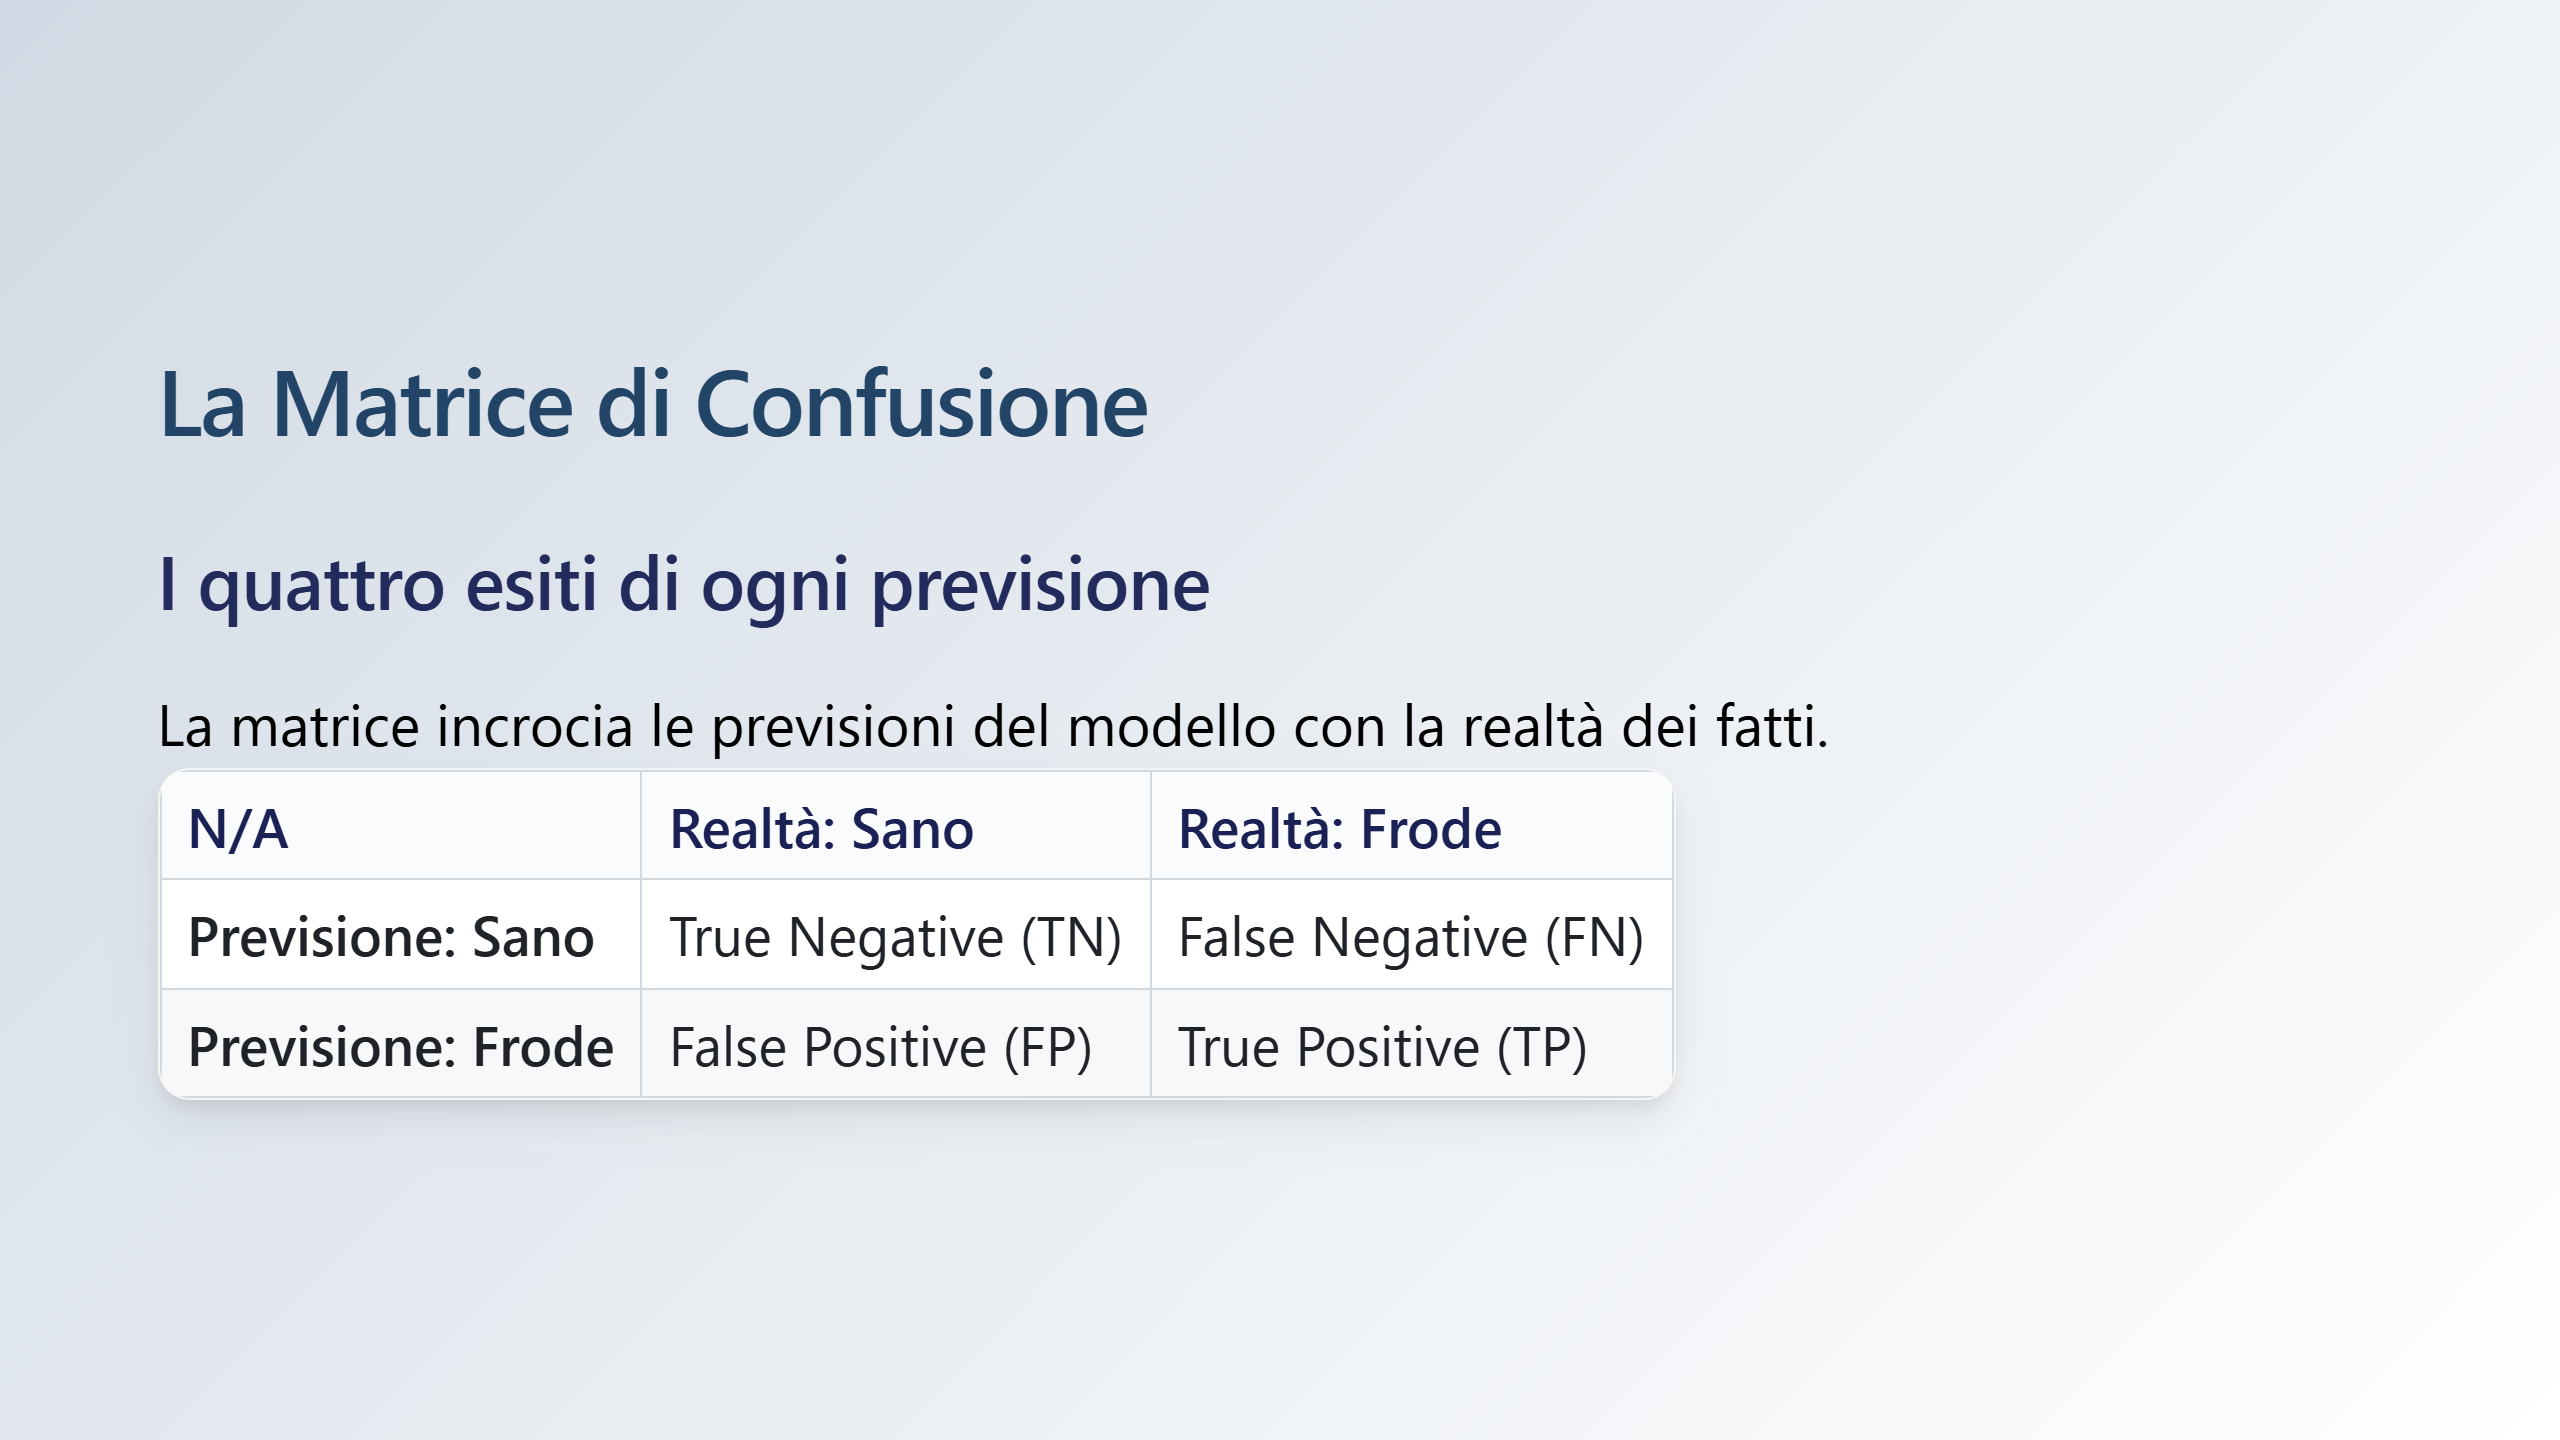 La Matrice di Confusione
I quattro esiti di ogni previsione
La matrice incrocia le previsioni del modello con la realtà dei fatti.
N/A Realtà: Sano Realtà: Frode
Previsione: Sano True Negative (TN) False Negative (FN)
Previsione: Frode False Positive (FP) True Positive (TP)